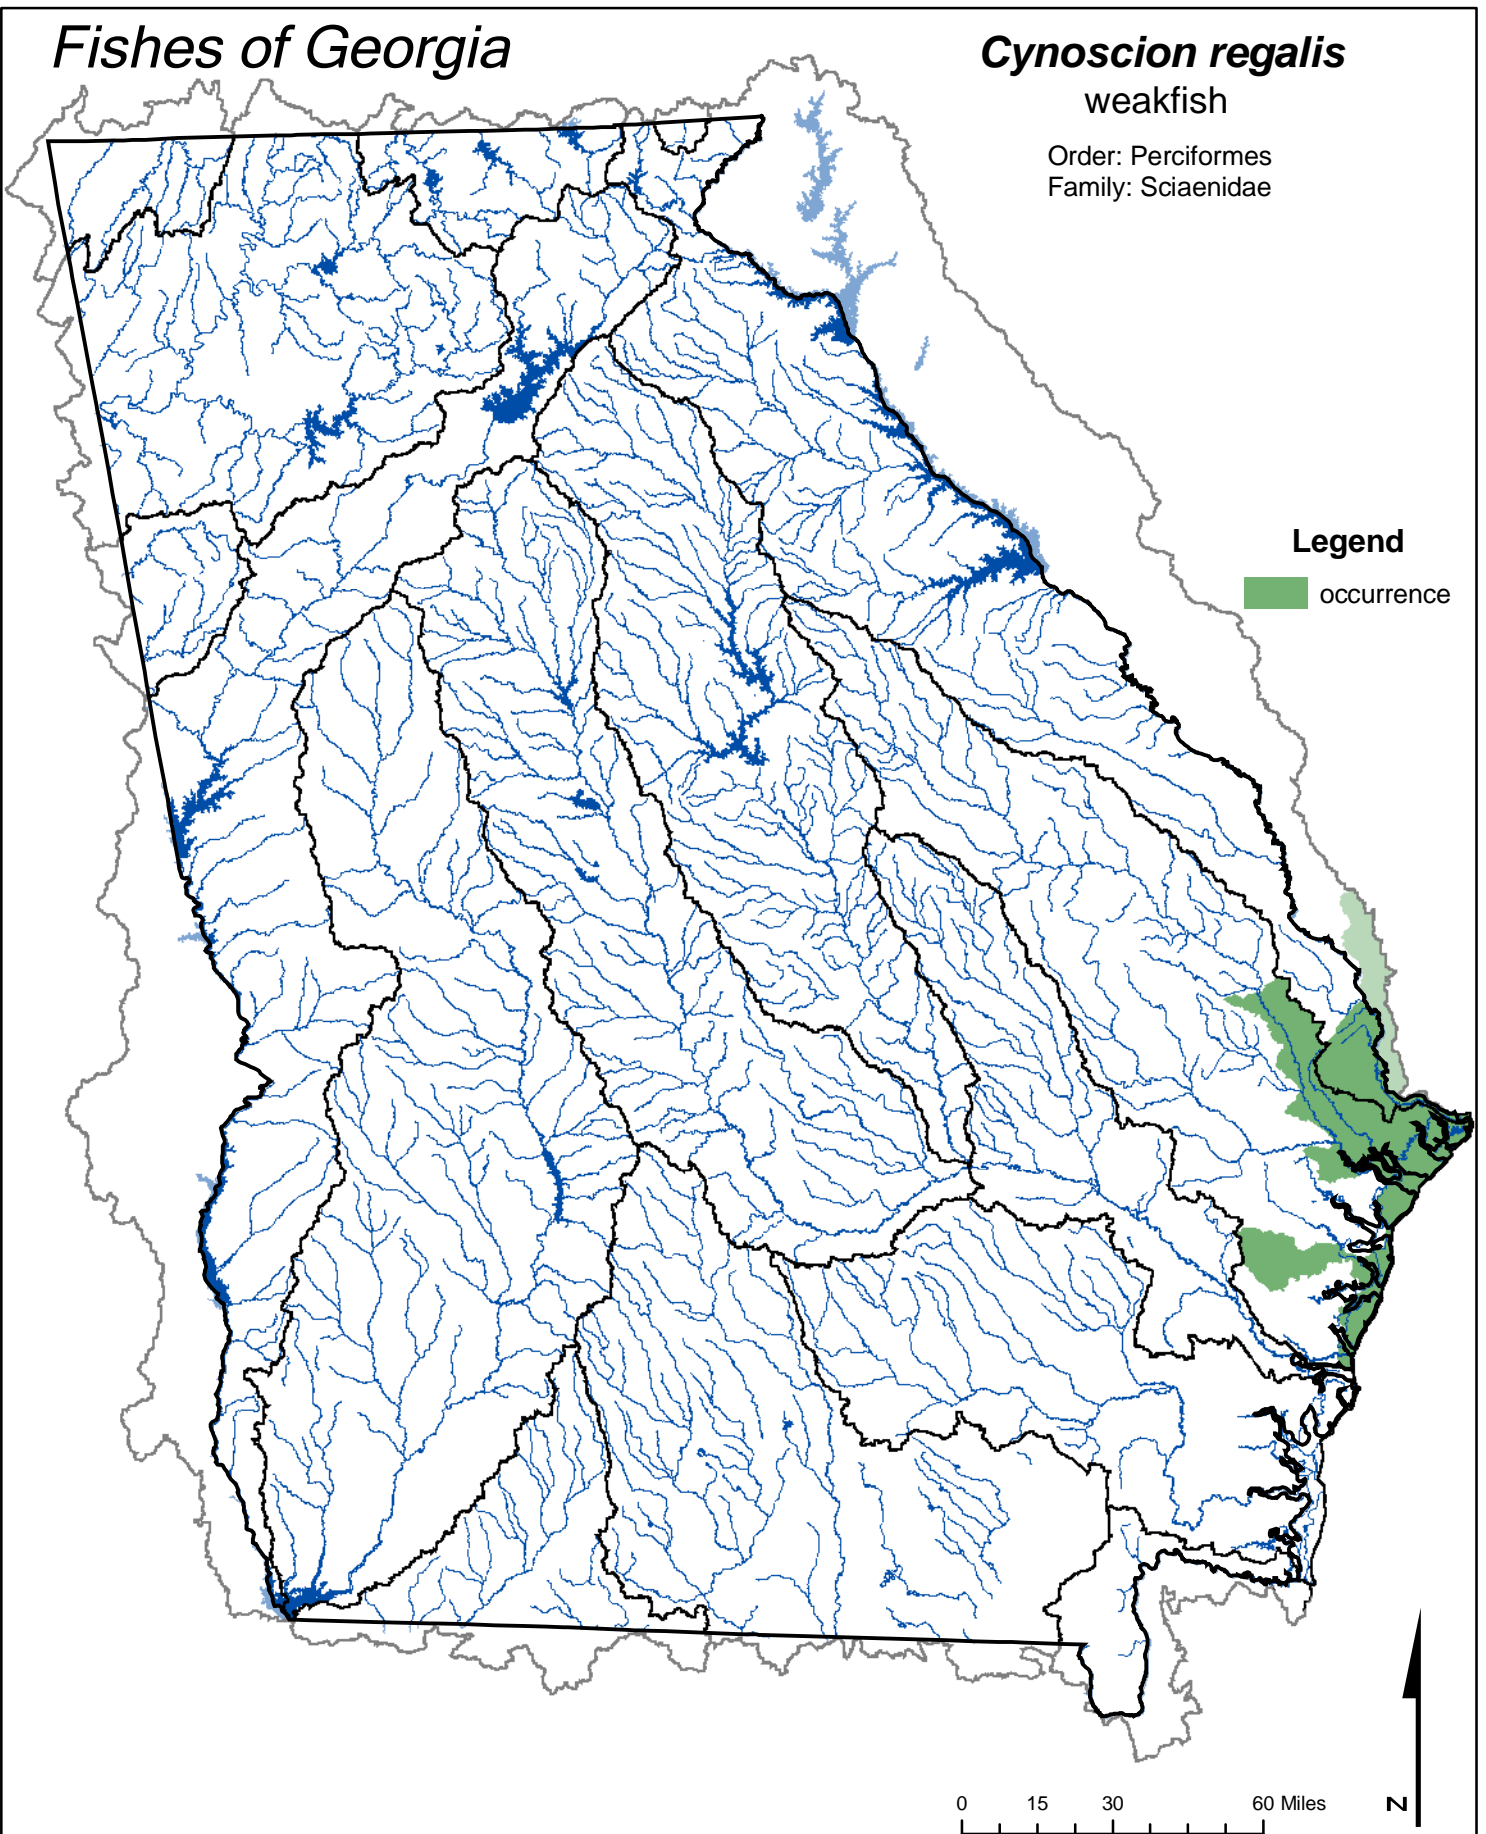 Fishes of Georgia
Cynoscion regalis
weakfish
Order: Perciformes
Family: Sciaenidae
Legend
occurrence
0 15 30 60 Miles
N